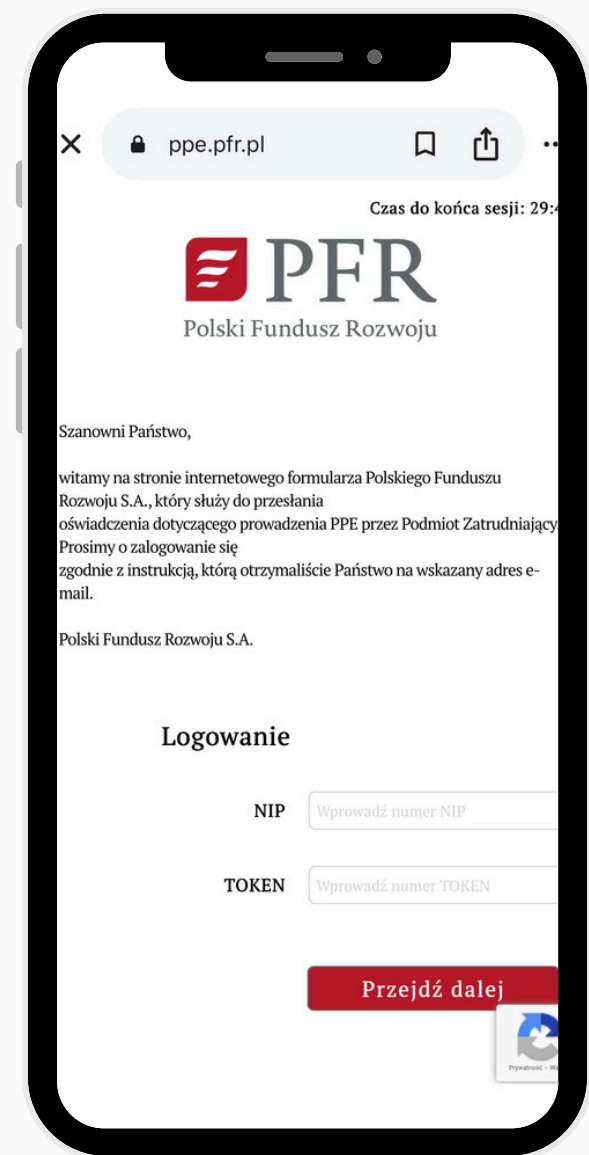 ppe.pfr.pl
Czas do końca sesji: 29:4
PFR
Polski Fundusz Rozwoju
Szanowni Państwo,
witamy na stronie internetowego formularza Polskiego Funduszu
Rozwoju S.A., który służy do przesłania
oświadczenia dotyczącego prowadzenia PPE przez Podmiot Zatrudniający.
Prosimy o zalogowanie się
zgodnie z instrukcją, którą otrzymaliście Państwo na wskazany adres e-
mail.
Polski Fundusz Rozwoju S.A.
Logowanie
NIP
Wprowadź numer NIP
TOKEN
Wprowadź numer TOKEN
Przejdź dalej
Prywatność -